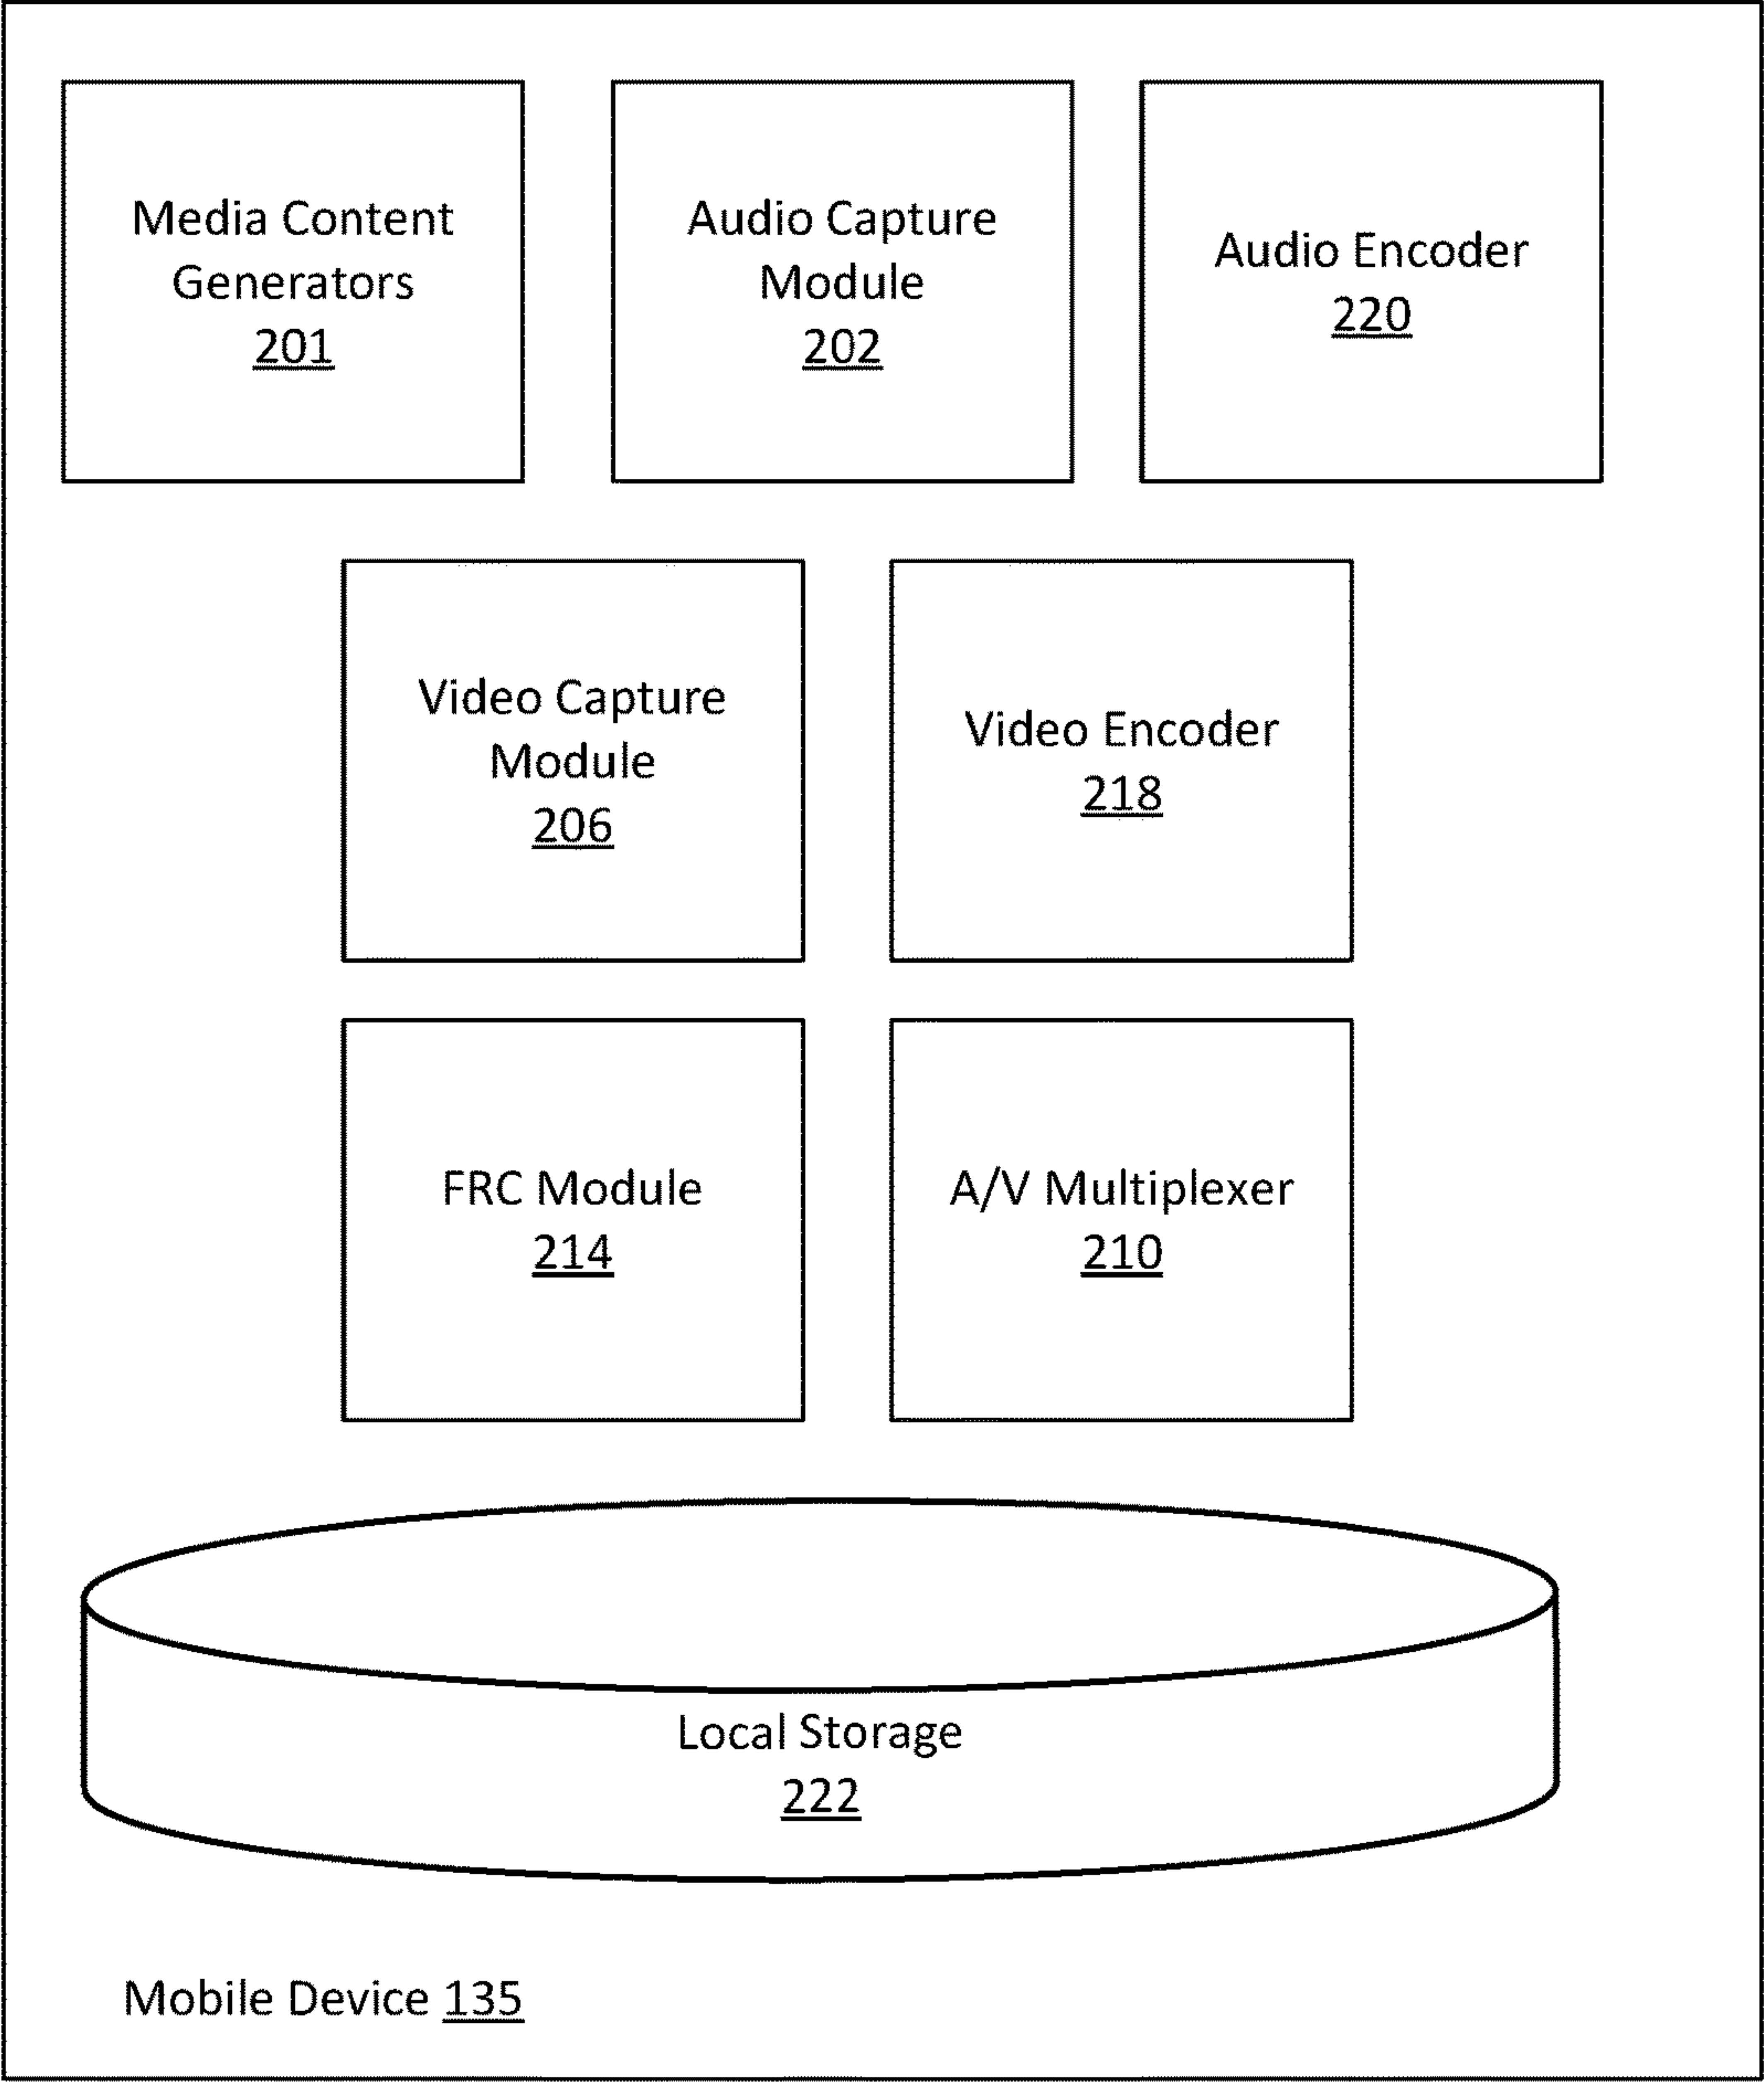 Media Content
Generators
201
Audio Capture
Module
202
Audio Encoder
220
Video Capture
Module
206
Video Encoder
218
FRC Module
214
A/V Multiplexer
210
Local Storage
222
Mobile Device 135